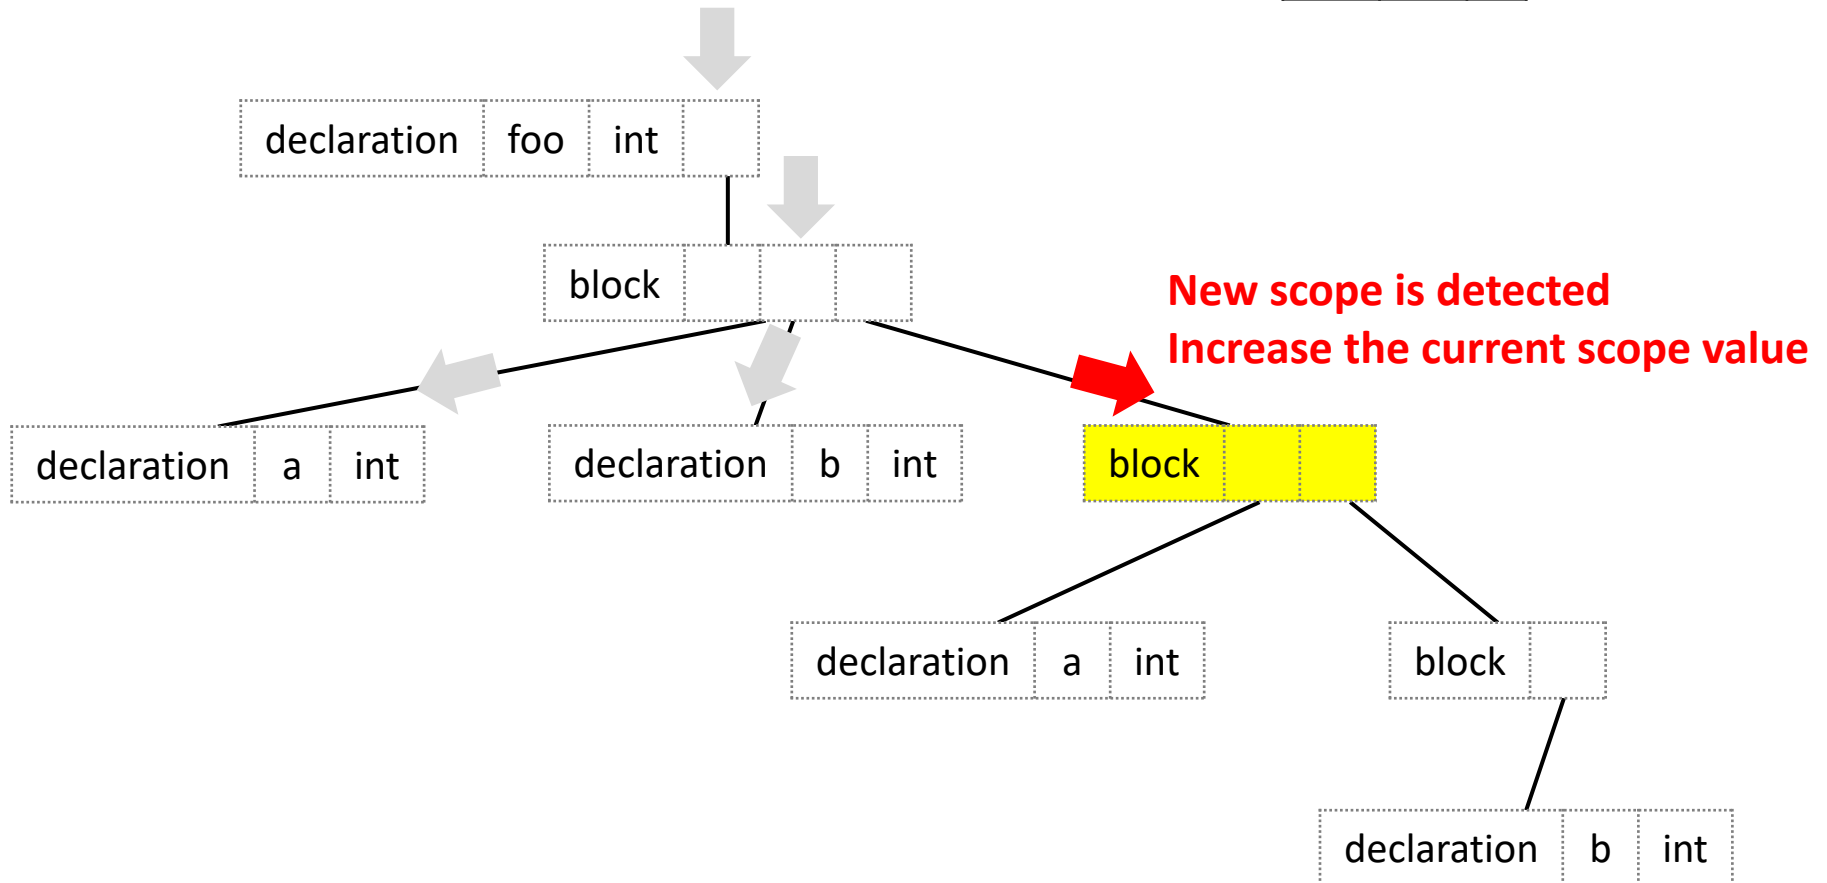 declaration foo int
block
New scope is detected
Increase the current scope value
declaration a int
declaration b int
block
declaration a int
block
declaration b int